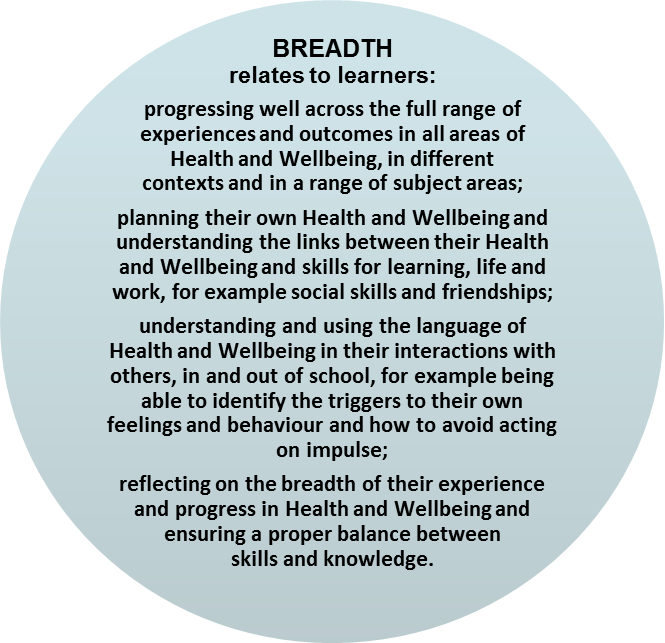 BREADTH
relates to learners:
progressing well across the full range of
experiences and outcomes in all areas of
Health and Wellbeing, in different
contexts and in a range of subject areas;
planning their own Health and Wellbeing and
understanding the links between their Health
and Wellbeing and skills for learning, life and
work, for example social skills and friendships;
understanding and using the language of
Health and Wellbeing in their interactions with
others, in and out of school, for example being
able to identify the triggers to their own
feelings and behaviour and how to avoid acting
on impulse;
reflecting on the breadth of their experience
and progress in Health and Wellbeing and
ensuring a proper balance between
skills and knowledge.